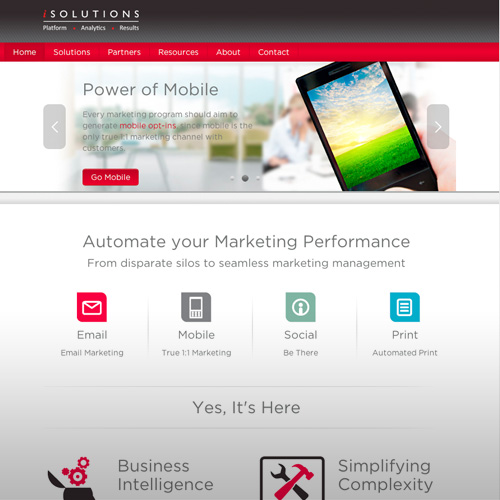 iSOLUTIONS
Platform • Analytics • Results
Home Solutions Partners Resources About Contact
Power of Mobile
Every marketing program should aim to
generate mobile opt-ins, since mobile is the
only true 1:1 marketing channel with
customers.
Go Mobile
Automate your Marketing Performance
From disparate silos to seamless marketing management
Email Mobile Social Print
Email Marketing True 1:1 Marketing Be There Automated Print
Yes, It's Here
Business
Intelligence
Simplifying
Complexity